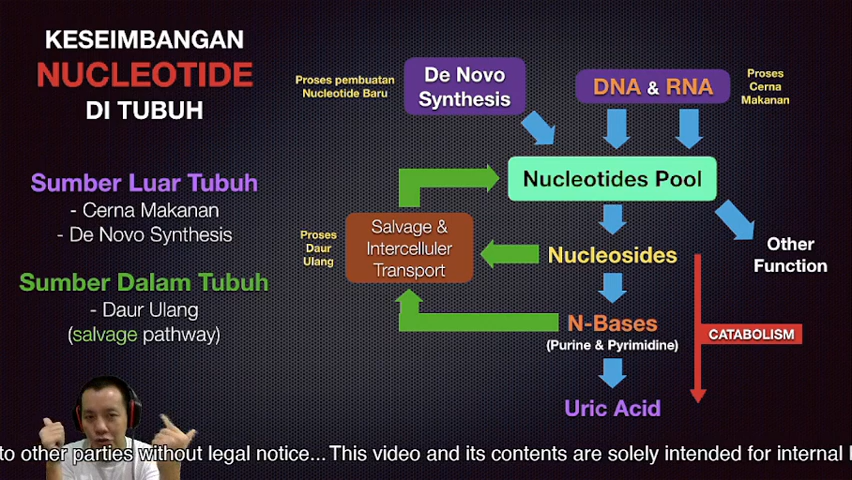 KESEIMBANGAN
NUCLEOTIDE
DI TUBUH
Sumber Luar Tubuh
- Cerna Makanan
- De Novo Synthesis
Sumber Dalam Tubuh
- Daur Ulang
(salvage pathway)
Proses pembuatan
Nucleotide Baru
De Novo
Synthesis
DNA & RNA
Proses
Cerna
Makanan
Nucleotides Pool
Proses
Daur
Ulang
Salvage &
Intercelluler
Transport
Nucleosides
Other
Function
N-Bases
(Purine & Pyrimidine)
CATABOLISM
Uric Acid
to other parties without legal notice... This video and its contents are solely intended for internal